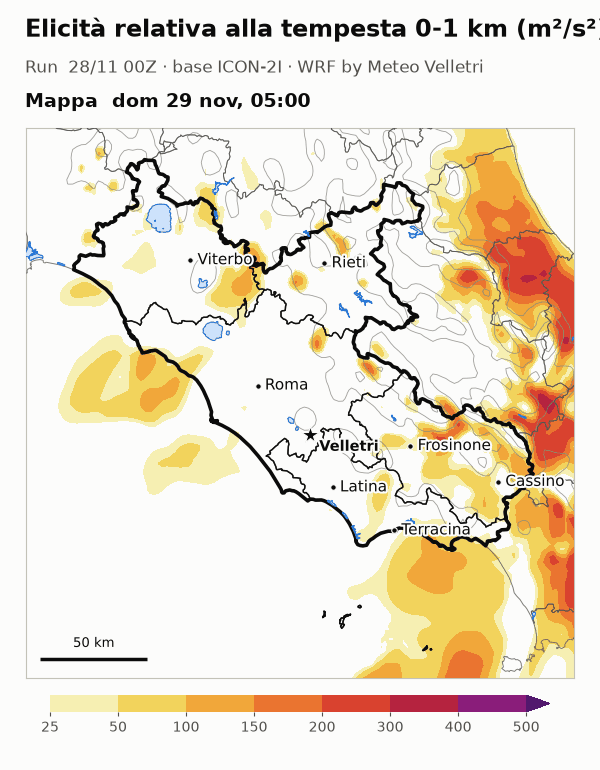 Elicità relativa alla tempesta 0-1 km (m²/s²)
Run 28/11 00Z · base ICON-2I · WRF by Meteo Velletri
Mappa dom 29 nov, 05:00
Viterbo
Rieti
Roma
Velletri
Frosinone
Cassino
Latina
Terracina
50 km
25 50 100 150 200 300 400 500